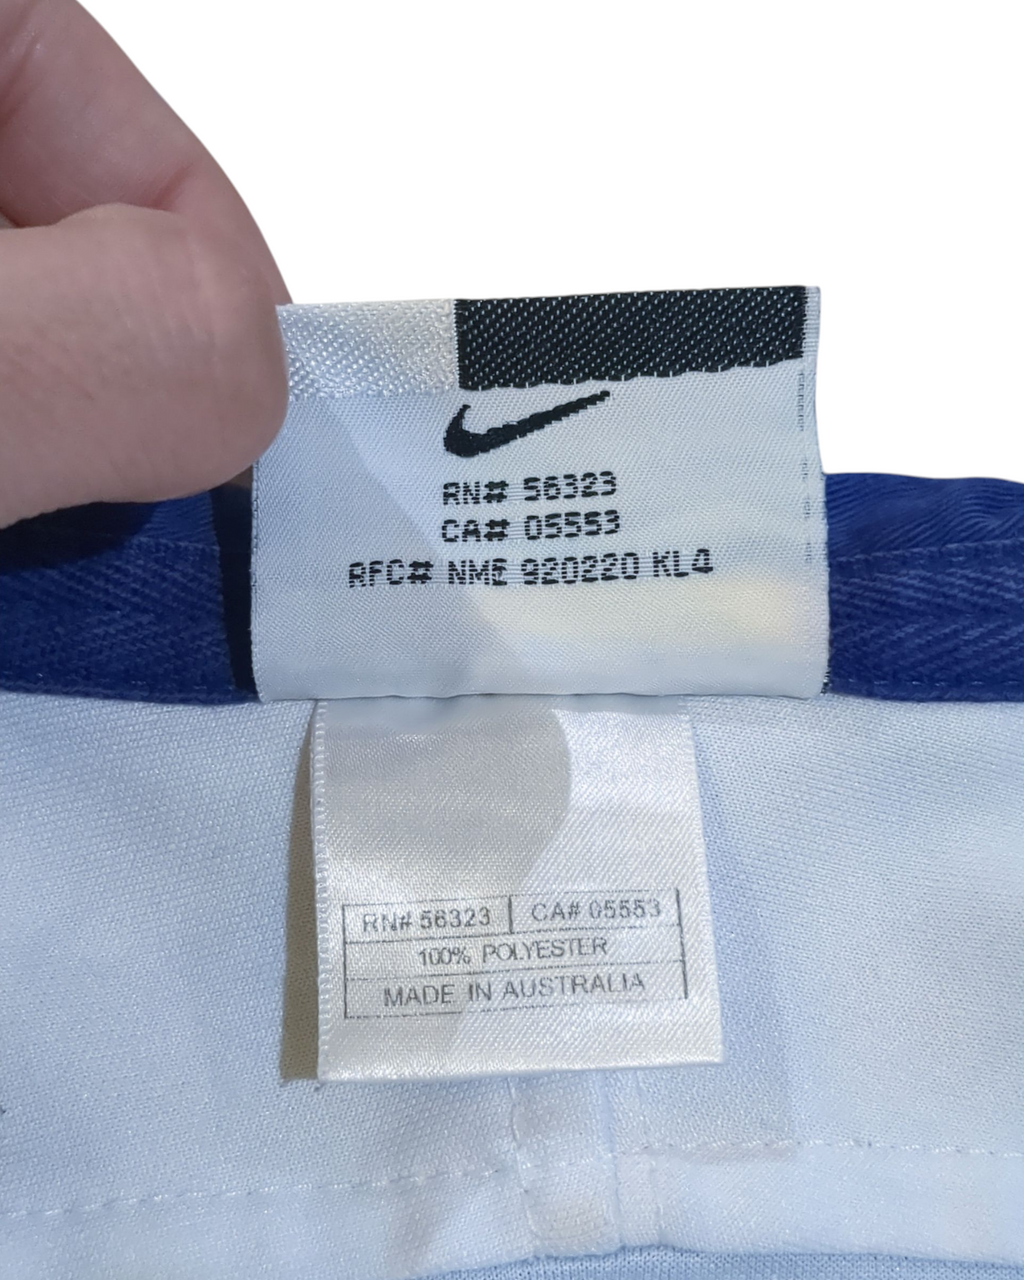 RN# 56323
CA# 05553
RFC# NME 920220 KL4
RN# 56323 CA# 05553
100% POLYESTER
MADE IN AUSTRALIA